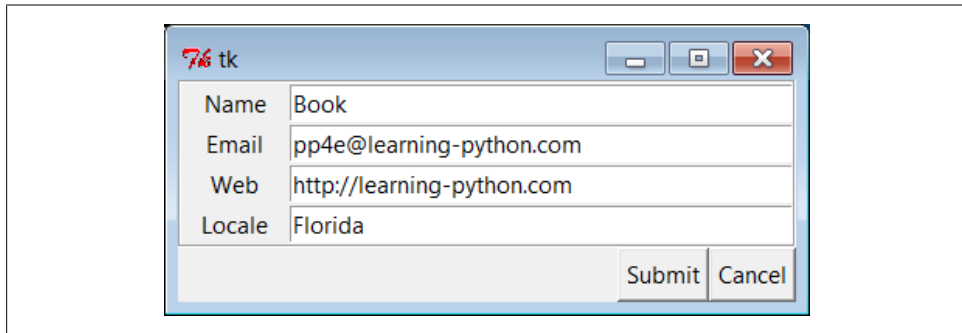 tk
Name Book
Email pp4e@learning-python.com
Web http://learning-python.com
Locale Florida
Submit Cancel